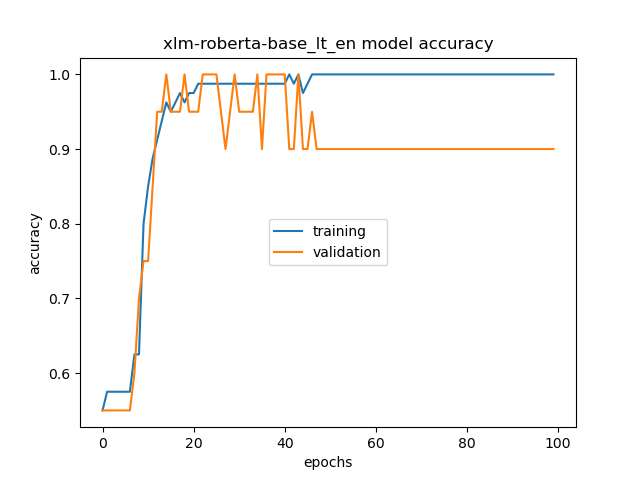 xlm-roberta-base_lt_en model accuracy
1.0
0.9
0.8
0.7
0.6
accuracy
training
validation
0 20 40 60 80 100
epochs